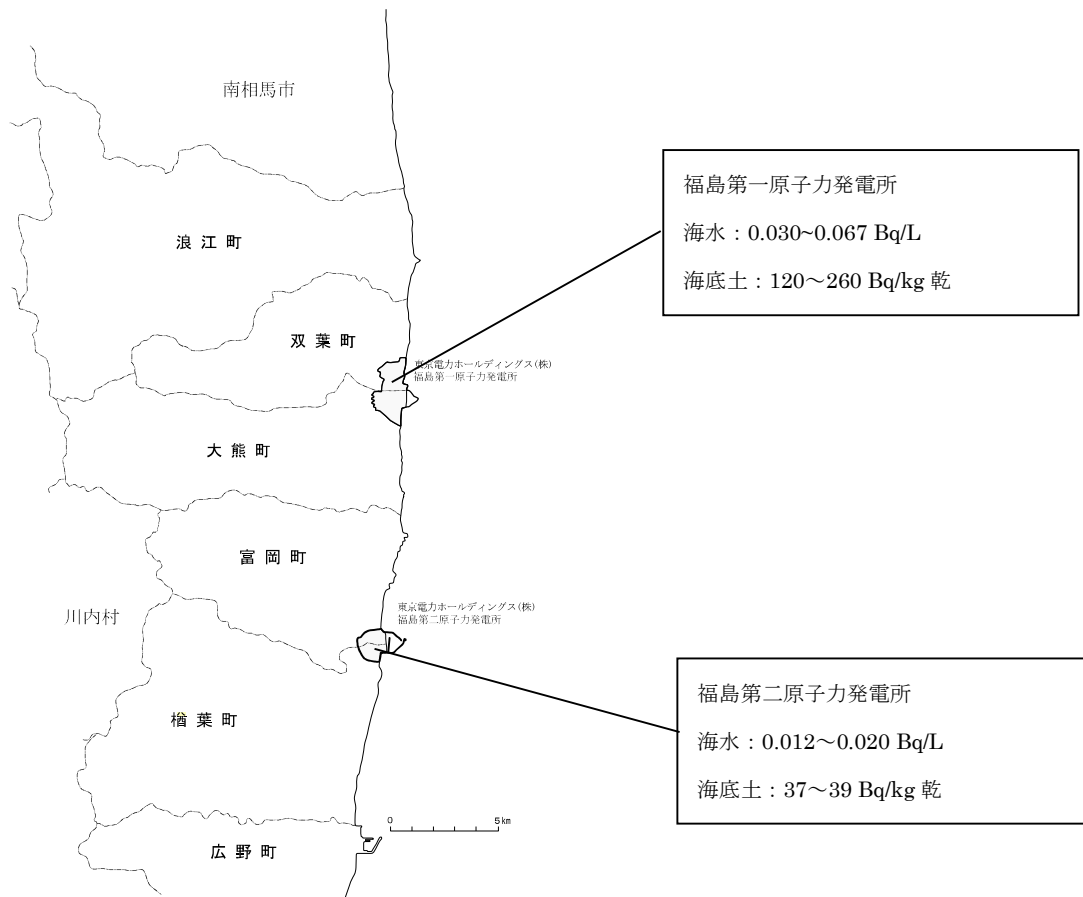 南相馬市
福島第一原子力発電所
海水：0.030~0.067 Bq/L
海底土：120～260 Bq/kg 乾
浪江町
双葉町
東京電力ホールディングス(株)
福島第一原子力発電所
大熊町
富岡町
東京電力ホールディングス(株)
福島第二原子力発電所
川内村
福島第二原子力発電所
海水：0.012～0.020 Bq/L
海底土：37～39 Bq/kg 乾
楢葉町
0 5km
広野町